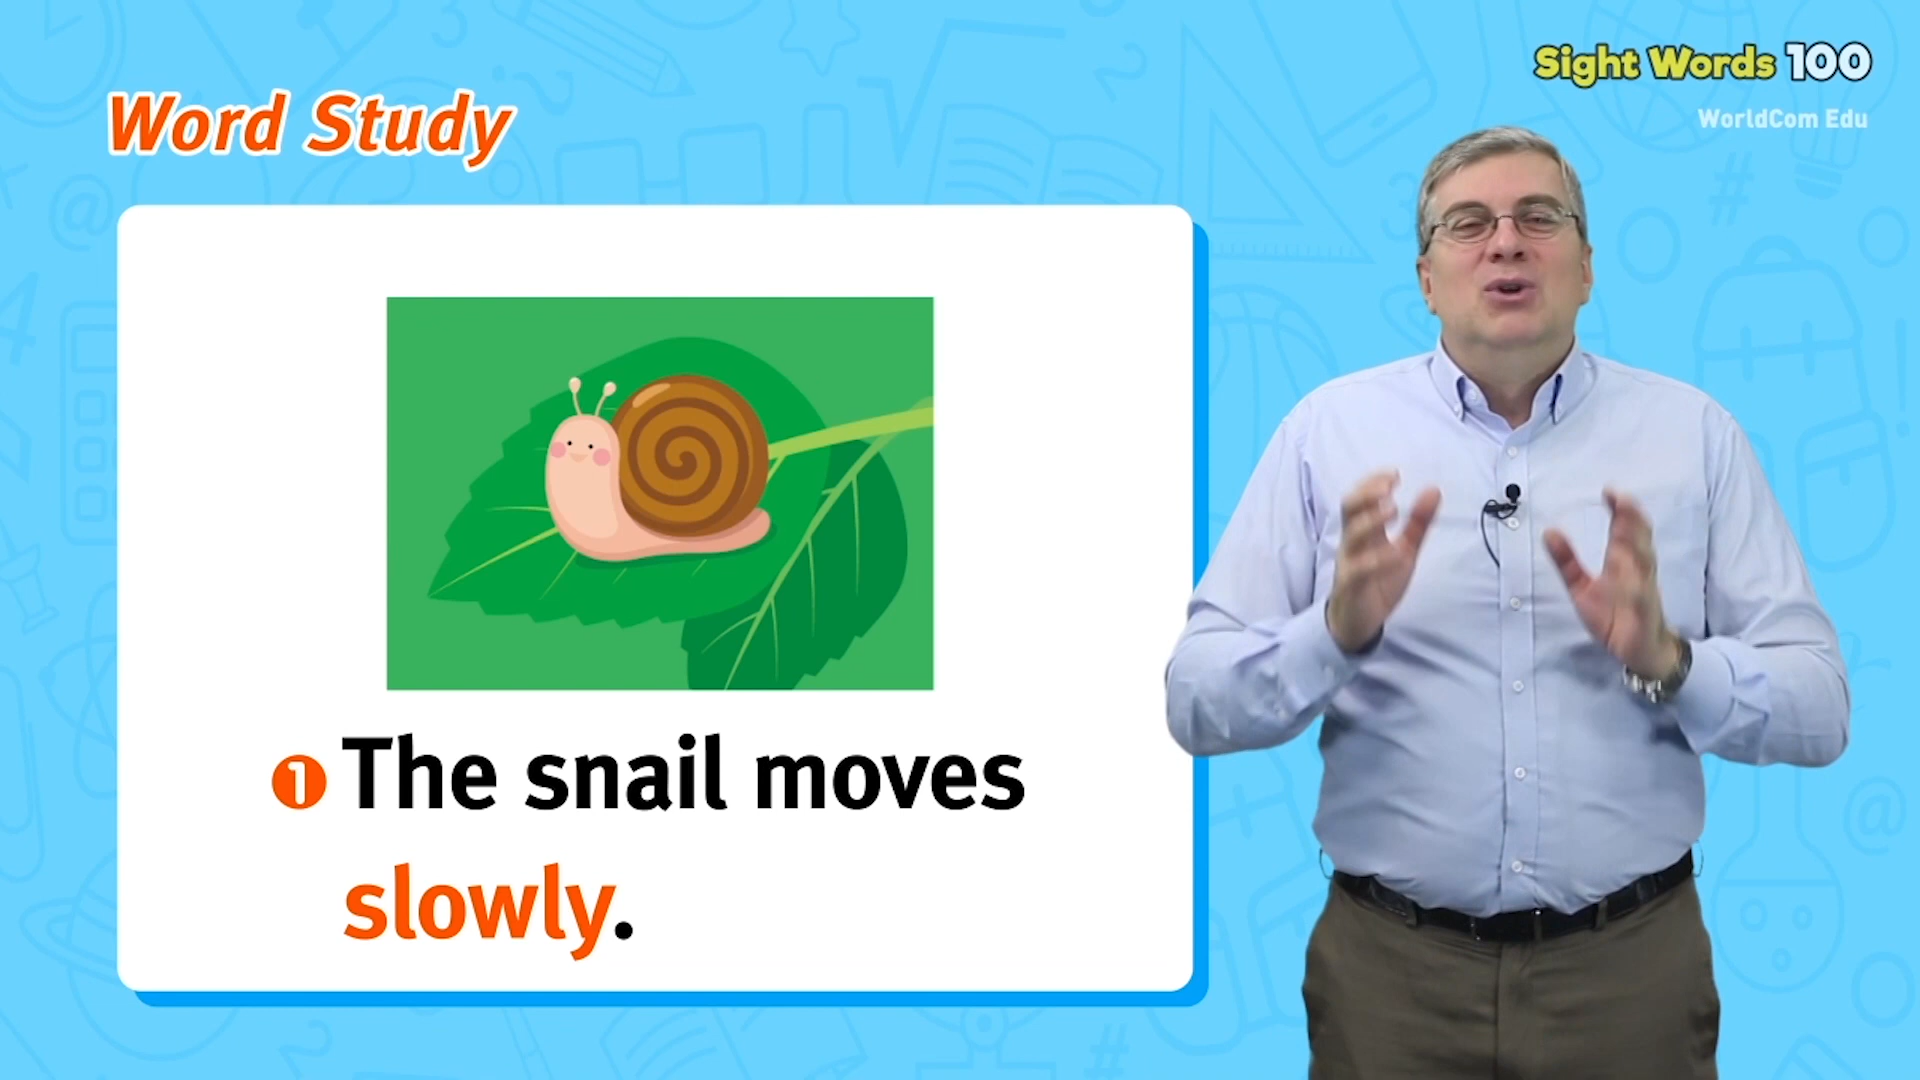 Sight Words 100
WorldCom Edu
Word Study
1 The snail moves
slowly.